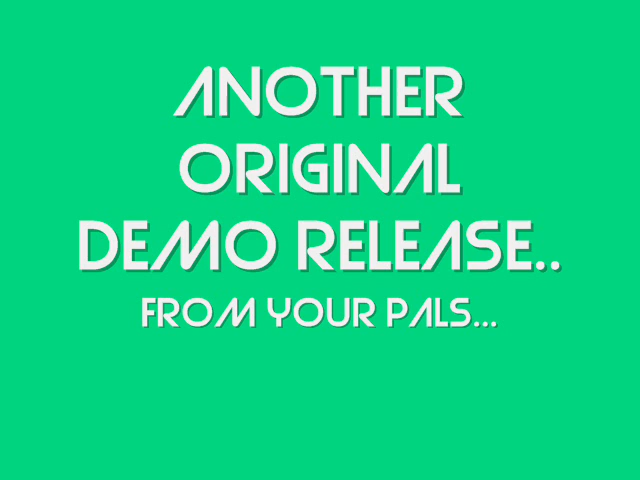 ANOTHER
ORIGINAL
DEMO RELEASE..
FROM YOUR PALS...